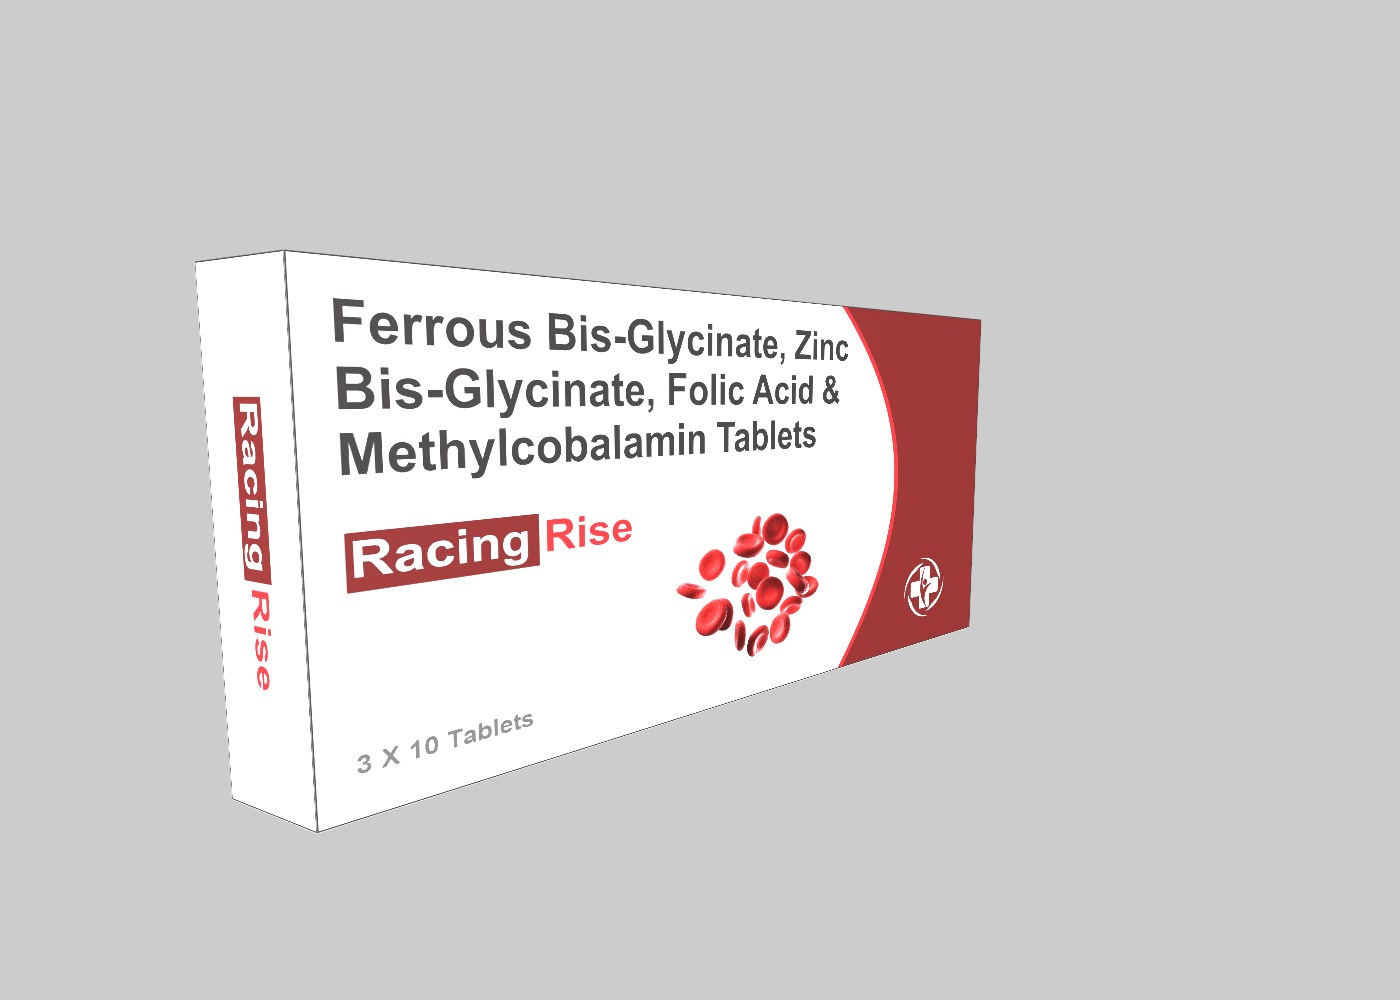 Ferrous Bis-Glycinate, Zinc
Bis-Glycinate, Folic Acid &
Methylcobalamin Tablets
Racing Rise
3 X 10 Tablets
Racing Rise